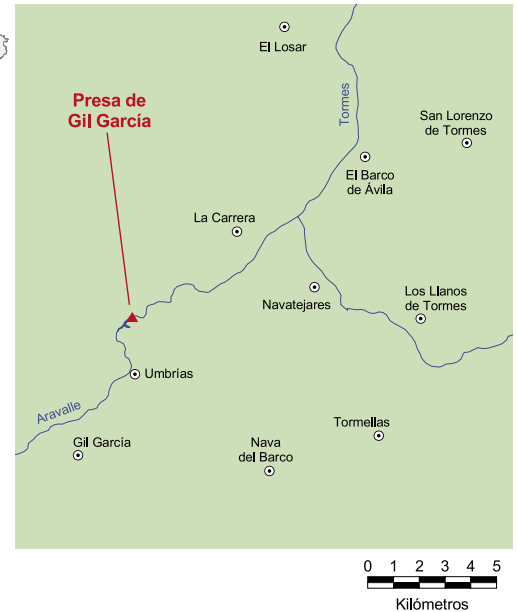 El Losar
Presa de
Gil García
Tormes
San Lorenzo
de Tormes
El Barco
de Ávila
La Carrera
Navatejares
Los Llanos
de Tormes
Umbrías
Aravalle
Gil García
Nava
del Barco
Tormellas
0 1 2 3 4 5
Kilómetros